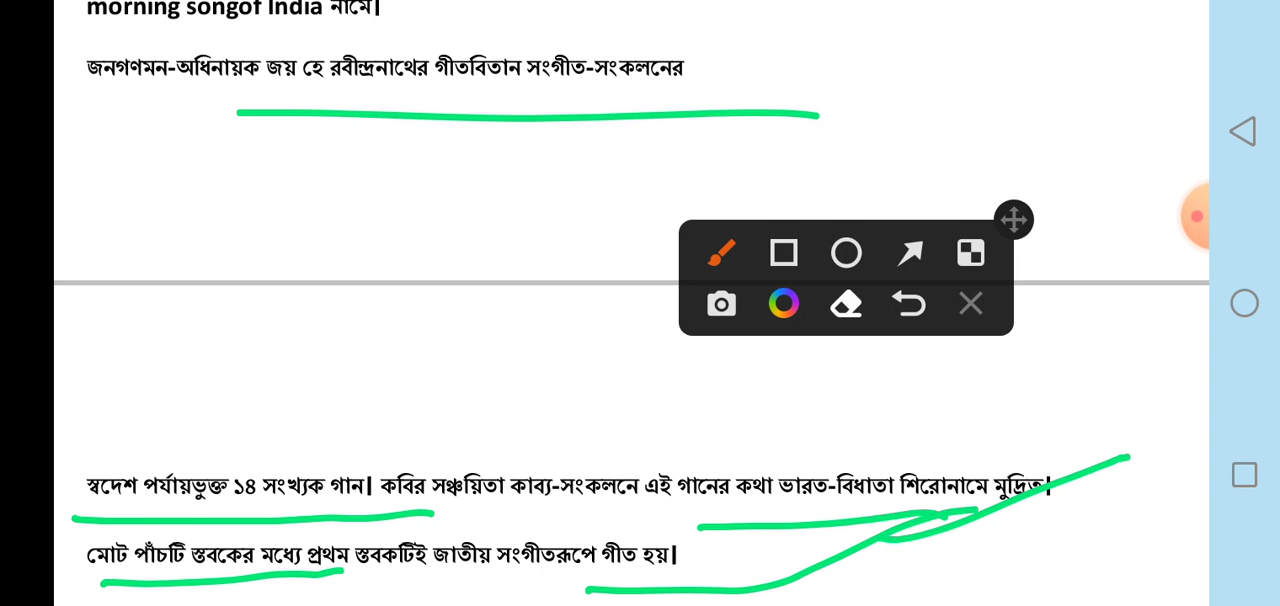 morning songof India নামে।
জনগণমন-অধিনায়ক জয় হে রবীন্দ্রনাথের গীতবিতান সংগীত-সংকলনের
স্বদেশ পর্যায়ভুক্ত ১৪ সংখ্যক গান। কবির সঞ্চয়িতা কাব্য-সংকলনে এই গানের কথা ভারত-বিধাতা শিরোনামে মুদ্রিত।
মোট পাঁচটি স্তবকের মধ্যে প্রথম স্তবকটিই জাতীয় সংগীতরূপে গীত হয়।